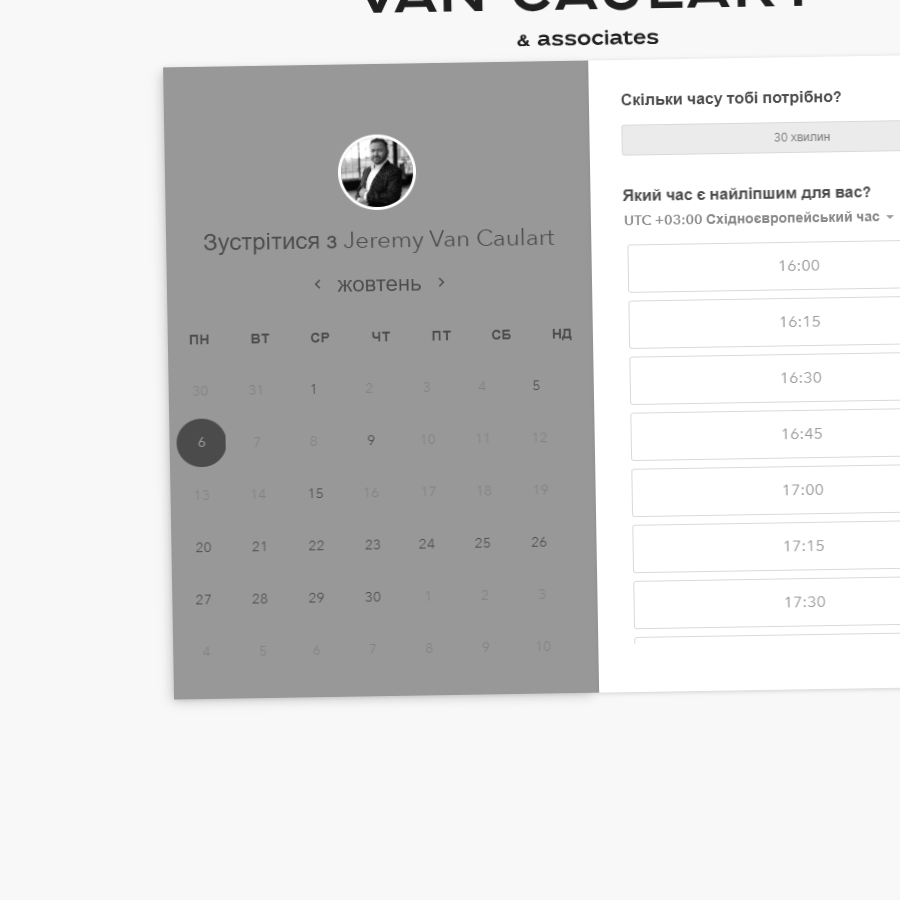 VAN CAULART
& associates
Зустрітися з Jeremy Van Caulart
жовтень
ПН ВТ СР ЧТ ПТ СБ НД
30 31 1 2 3 4 5
6 7 8 9 10 11 12
13 14 15 16 17 18 19
20 21 22 23 24 25 26
27 28 29 30 1 2 3
4 5 6 7 8 9 10
Скільки часу тобі потрібно?
30 хвилин
Який час є найліпшим для вас?
UTC +03:00 Східноєвропейський час
16:00
16:15
16:30
16:45
17:00
17:15
17:30